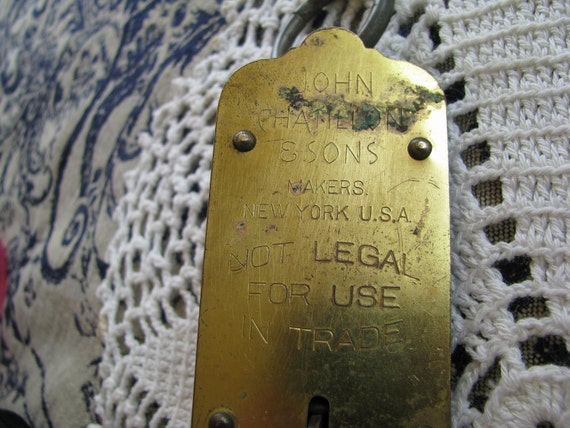 JOHN
CHATILLON
& SONS
MAKERS.
NEW YORK U.S.A.
NOT LEGAL
FOR USE
IN TRADE